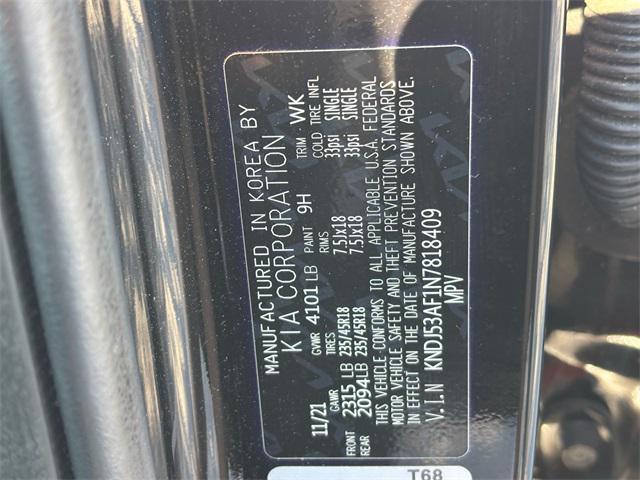 MANUFACTURED IN KOREA BY
KIA CORPORATION
11/21 GVWR 4101 LB PAINT 9H TRIM WK
GAWR TIRES RIMS COLD TIRE INFL
FRONT 2315 LB 235/45R18 7.5Jx18 33psi SINGLE
REAR 2094 LB 235/45R18 7.5Jx18 33psi SINGLE
THIS VEHICLE CONFORMS TO ALL APPLICABLE U.S.A. FEDERAL
MOTOR VEHICLE SAFETY AND THEFT PREVENTION STANDARDS
IN EFFECT ON THE DATE OF MANUFACTURE SHOWN ABOVE.
V.I.N KNDJ53AF1N7818409
MPV
T68